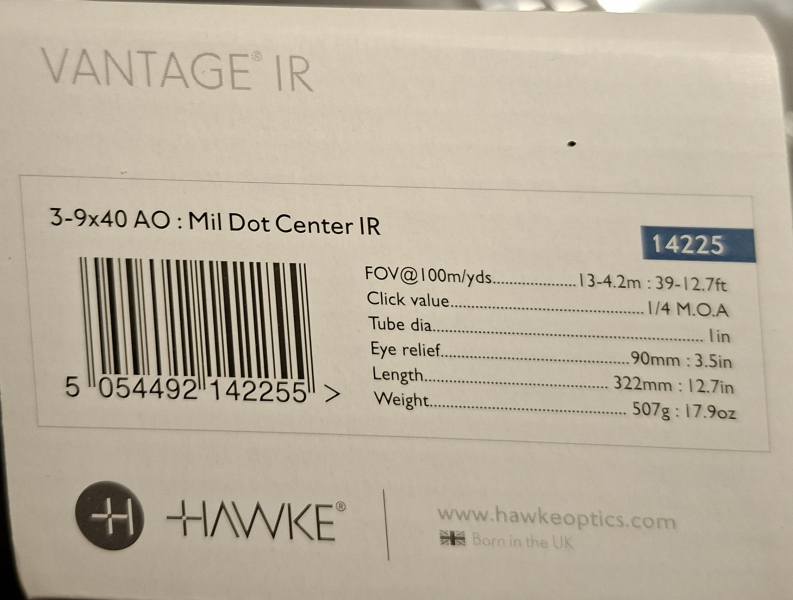 VANTAGE® IR
3-9x40 AO : Mil Dot Center IR
14225
FOV@100m/yds....................13-4.2m : 39-12.7ft
Click value..............................................1/4 M.O.A
Tube dia................................................................1in
Eye relief............................................90mm : 3.5in
Length............................................322mm : 12.7in
Weight..............................................507g : 17.9oz
5 054492 142255 >
HAWKE®
www.hawkeoptics.com
Born in the UK